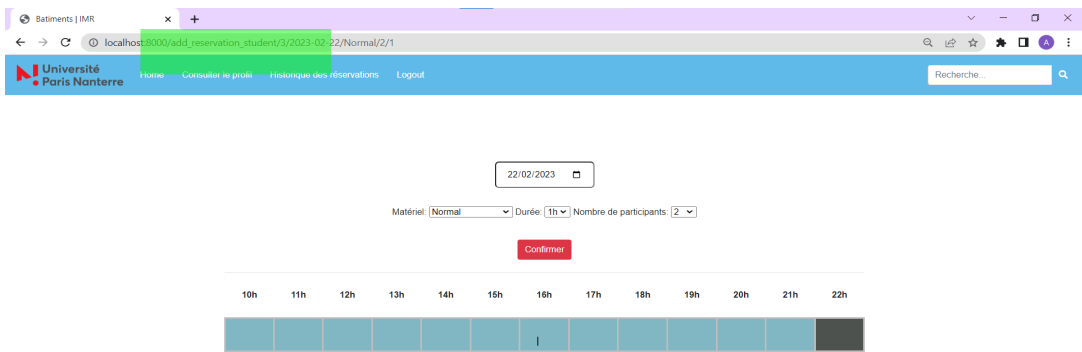 Batiments | IMR
localhost:8000/add_reservation_student/3/2023-02-22/Normal/2/1
A
Université
Paris Nanterre
Home Consulter le profil Historique des réservations Logout
Recherche...
22/02/2023
Matériel: Normal Durée: 1h Nombre de participants: 2
Confirmer
10h 11h 12h 13h 14h 15h 16h 17h 18h 19h 20h 21h 22h